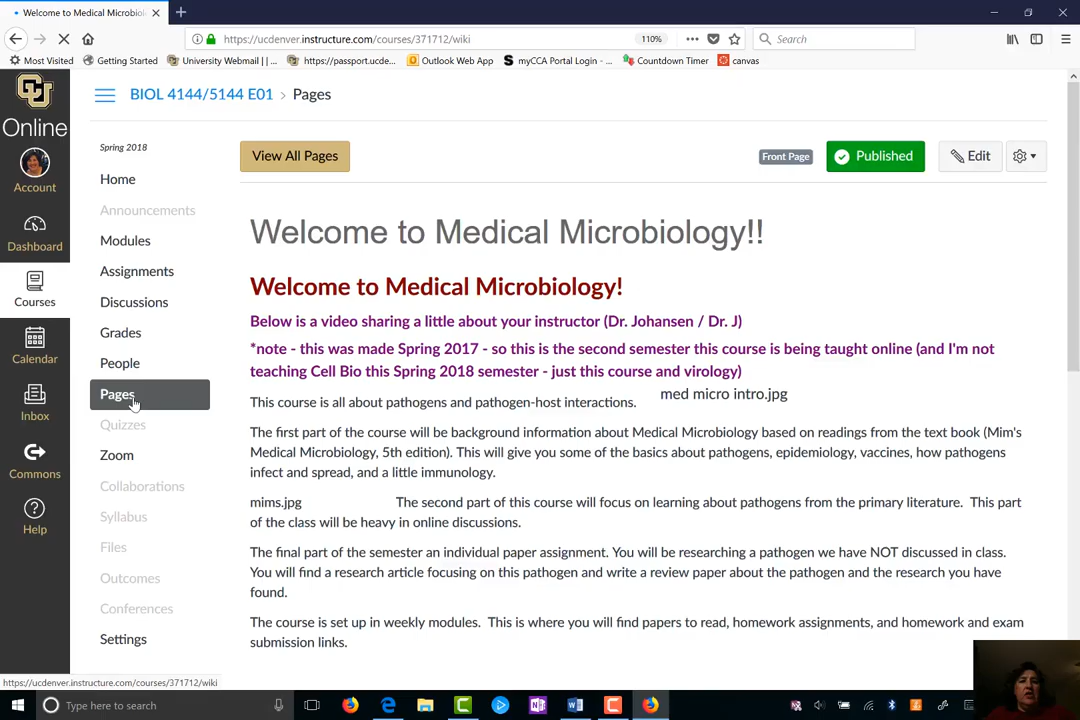 Welcome to Medical Microbiol
https://ucdenver.instructure.com/courses/371712/wiki
110%
Search
Most Visited
Getting Started
University Webmail | ...
https://passport.ucde...
Outlook Web App
myCCA Portal Login - ...
Countdown Timer
canvas
CU
Online
Account
Dashboard
Courses
Calendar
Inbox
Commons
Help
BIOL 4144/5144 E01 > Pages
Spring 2018
Home
Announcements
Modules
Assignments
Discussions
Grades
People
Pages
Quizzes
Zoom
Collaborations
Syllabus
Files
Outcomes
Conferences
Settings
View All Pages
Front Page
Published
Edit
Welcome to Medical Microbiology!!
Welcome to Medical Microbiology!
Below is a video sharing a little about your instructor (Dr. Johansen / Dr. J)
*note - this was made Spring 2017 - so this is the second semester this course is being taught online (and I'm not
teaching Cell Bio this Spring 2018 semester - just this course and virology)
This course is all about pathogens and pathogen-host interactions. med micro intro.jpg
The first part of the course will be background information about Medical Microbiology based on readings from the text book (Mim's
Medical Microbiology, 5th edition). This will give you some of the basics about pathogens, epidemiology, vaccines, how pathogens
infect and spread, and a little immunology.
mims.jpg The second part of this course will focus on learning about pathogens from the primary literature. This part
of the class will be heavy in online discussions.
The final part of the semester an individual paper assignment. You will be researching a pathogen we have NOT discussed in class.
You will find a research article focusing on this pathogen and write a review paper about the pathogen and the research you have
found.
The course is set up in weekly modules. This is where you will find papers to read, homework assignments, and homework and exam
submission links.
https://ucdenver.instructure.com/courses/371712/wiki
Type here to search